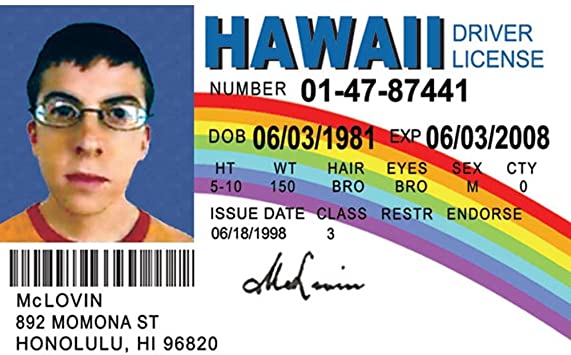 HAWAII DRIVER LICENSE
NUMBER 01-47-87441
DOB 06/03/1981 EXP 06/03/2008
HT WT HAIR EYES SEX CTY
5-10 150 BRO BRO M 0
ISSUE DATE CLASS RESTR ENDORSE
06/18/1998 3
McLovin
McLOVIN
892 MOMONA ST
HONOLULU, HI 96820